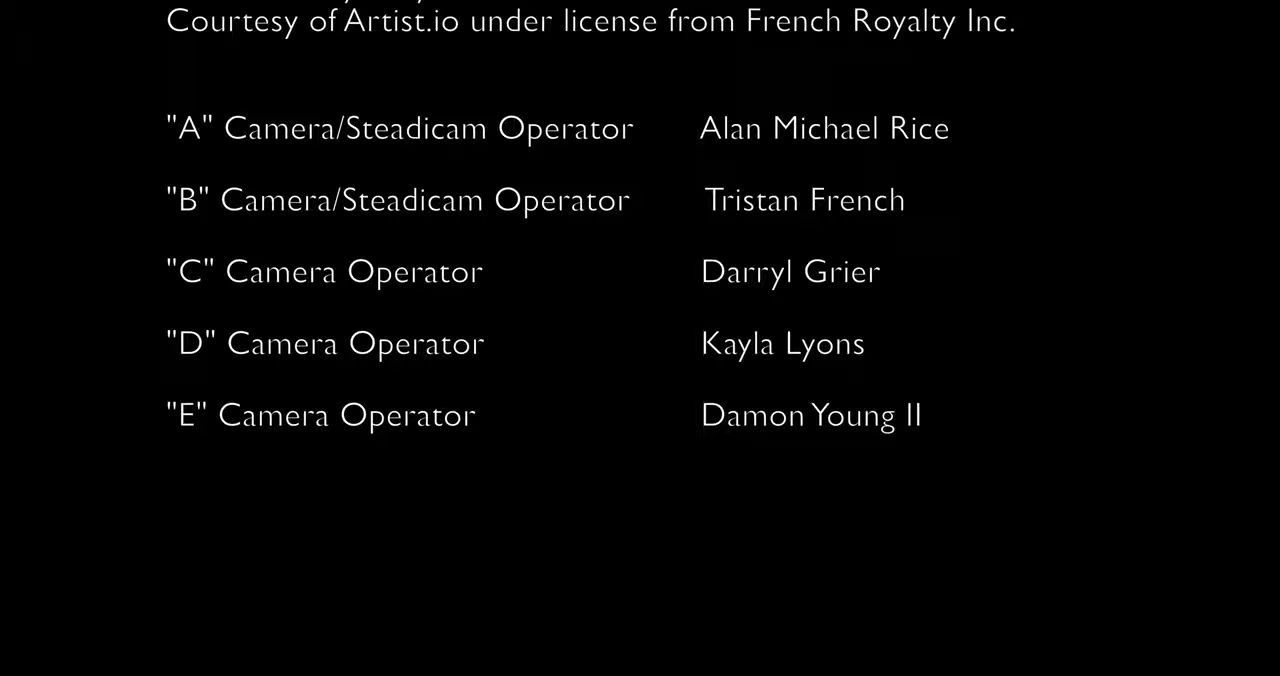 Courtesy of Artist.io under license from French Royalty Inc.
"A" Camera/Steadicam Operator Alan Michael Rice
"B" Camera/Steadicam Operator Tristan French
"C" Camera Operator Darryl Grier
"D" Camera Operator Kayla Lyons
"E" Camera Operator Damon Young II